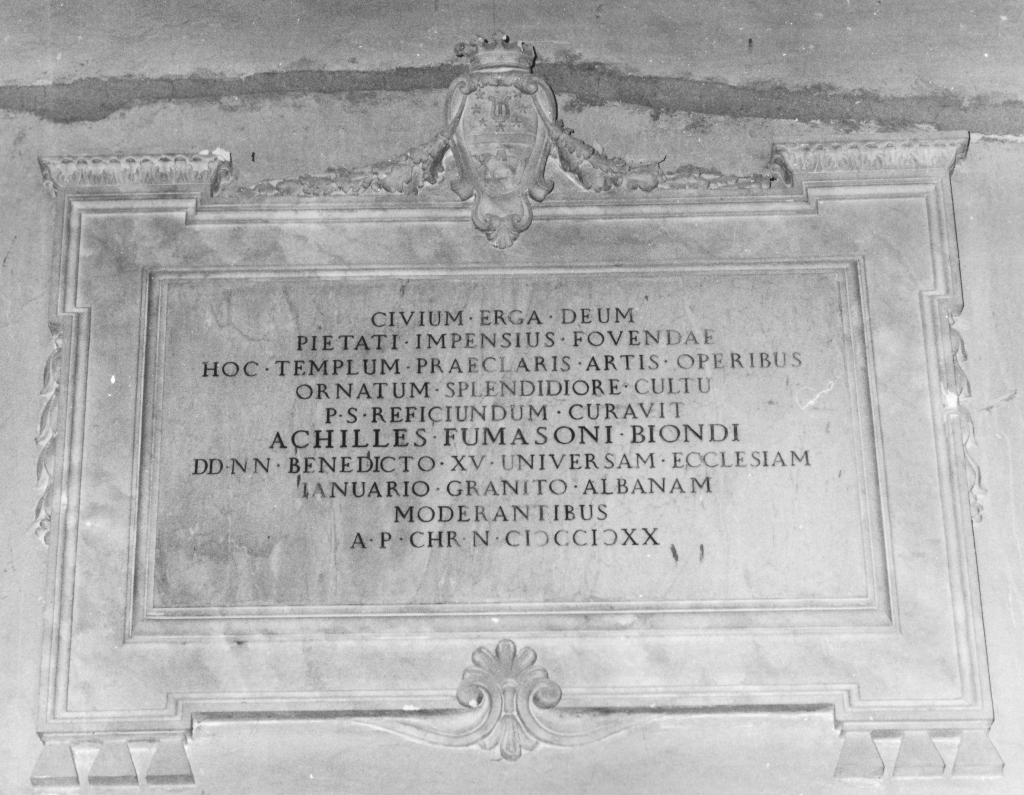 CIVIUM · ERGA · DEUM
PIETATI · IMPENSIUS · FOVENDAE
HOC · TEMPLUM · PRAECLARIS · ARTIS · OPERIBUS
ORNATUM · SPLENDIDIORE · CULTU
P · S · REFICIUNDUM · CURAVIT
ACHILLES · FUMASONI · BIONDI
DD · NN · BENEDICTO · XV · UNIVERSAM · ECCLESIAM
IANUARIO · GRANITO · ALBANAM
MODERANTIBUS
A · P · CHR · N · CIƆCCIƆXX